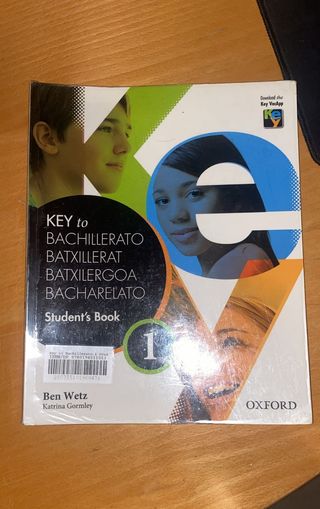 Download the
Key VocApp
Key
Key
KEY to
BACHILLERATO
BATXILLERAT
BATXILERGOA
BACHARELATO
Student's Book
1
Ben Wetz
Katrina Gormley
OXFORD